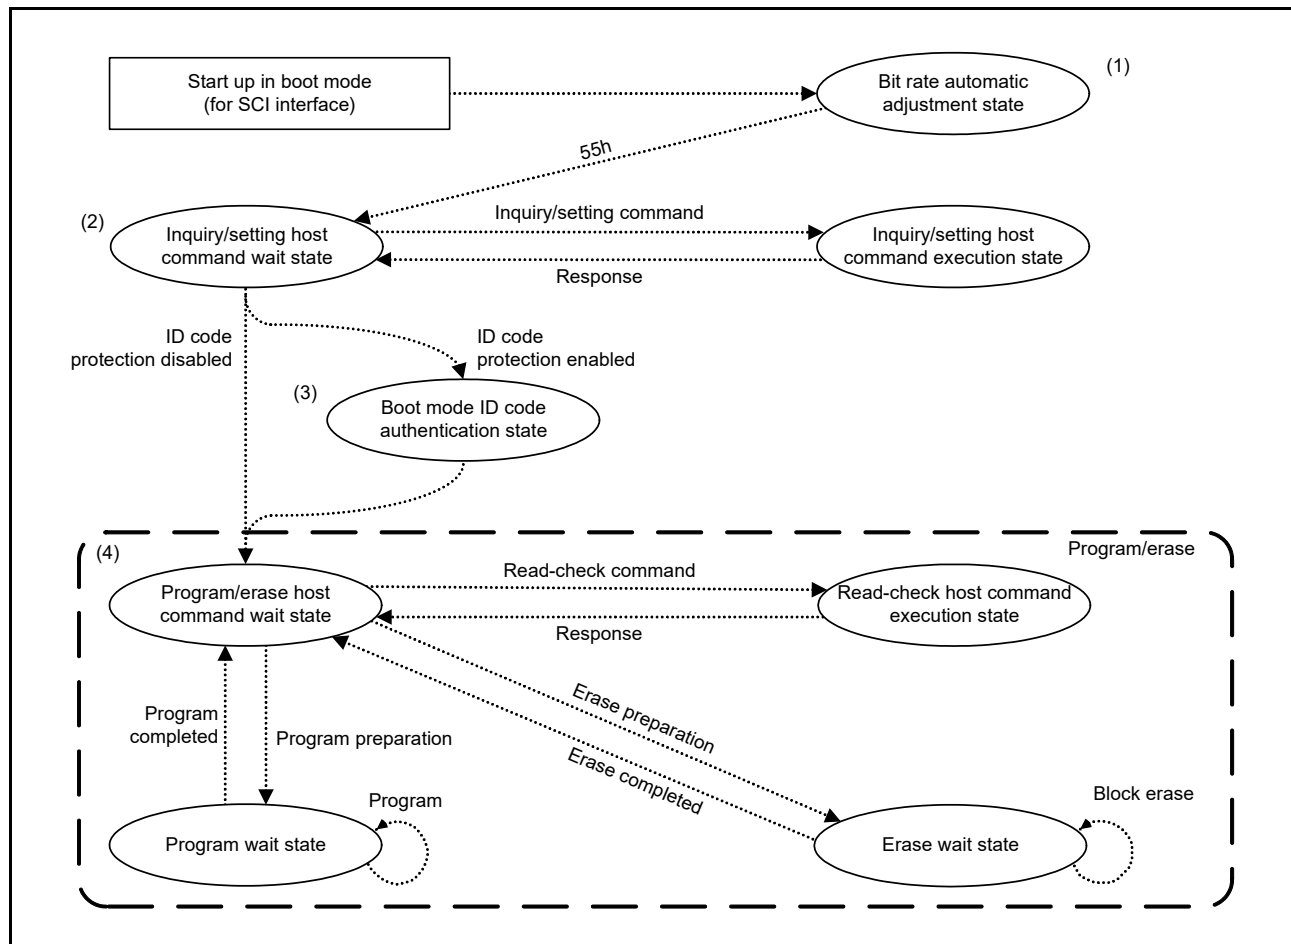 Start up in boot mode
(for SCI interface)
(1)
Bit rate automatic
adjustment state
55h
(2)
Inquiry/setting host
command wait state
Inquiry/setting command
Response
Inquiry/setting host
command execution state
ID code
protection disabled
ID code
protection enabled
(3)
Boot mode ID code
authentication state
(4)
Program/erase
Program/erase host
command wait state
Read-check command
Response
Read-check host command
execution state
Program
completed
Program preparation
Erase preparation
Erase completed
Program
Program wait state
Block erase
Erase wait state